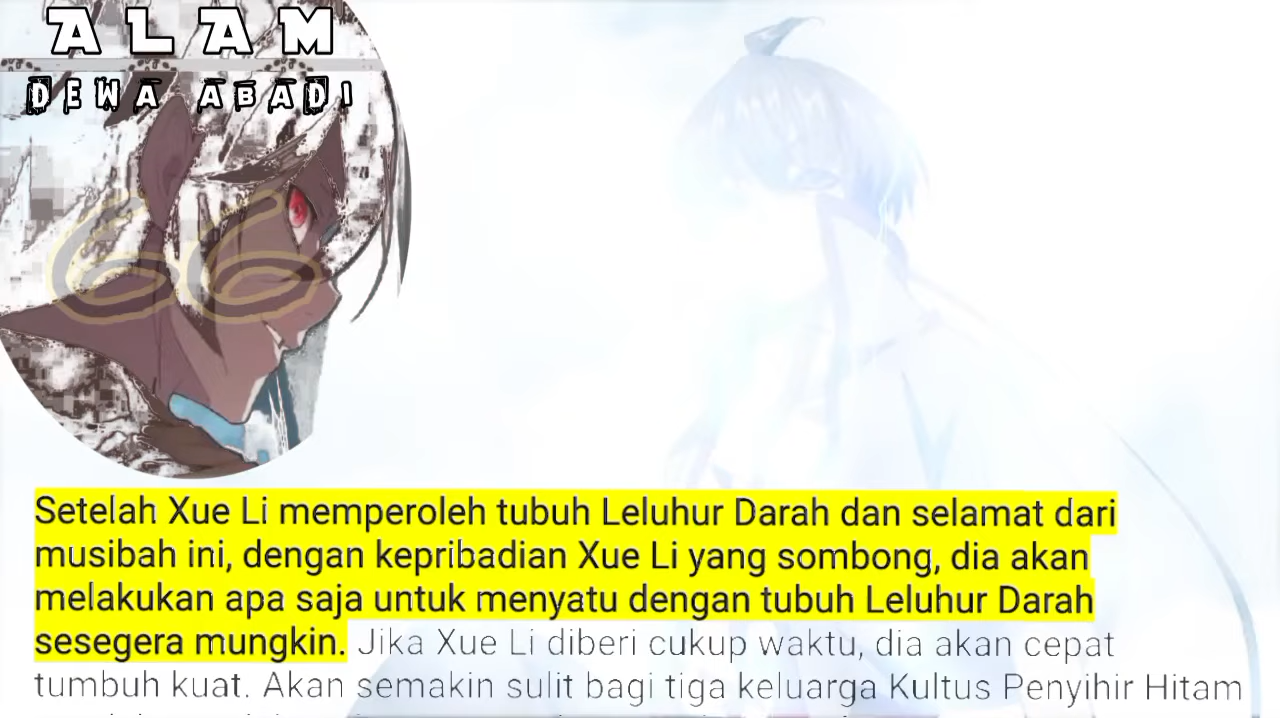 ALAM
DEWA ABADI
66
Setelah Xue Li memperoleh tubuh Leluhur Darah dan selamat dari
musibah ini, dengan kepribadian Xue Li yang sombong, dia akan
melakukan apa saja untuk menyatu dengan tubuh Leluhur Darah
sesegera mungkin. Jika Xue Li diberi cukup waktu, dia akan cepat
tumbuh kuat. Akan semakin sulit bagi tiga keluarga Kultus Penyihir Hitam